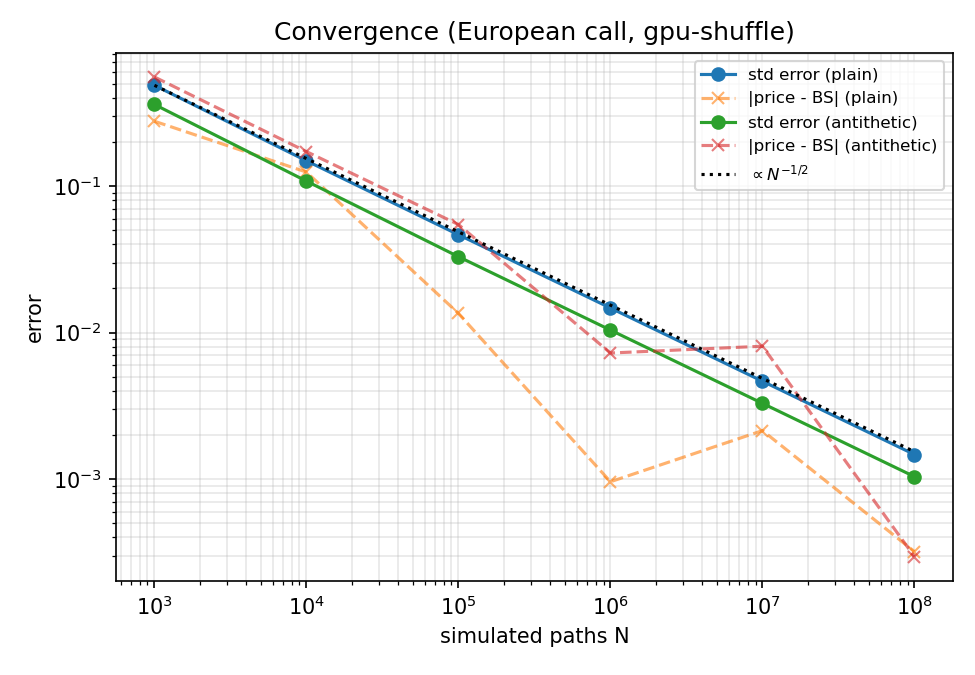 Convergence (European call, gpu-shuffle)
std error (plain)
|price - BS| (plain)
std error (antithetic)
|price - BS| (antithetic)
∝ N^{-1/2}
error
10^{-1}
10^{-2}
10^{-3}
10^3 10^4 10^5 10^6 10^7 10^8
simulated paths N